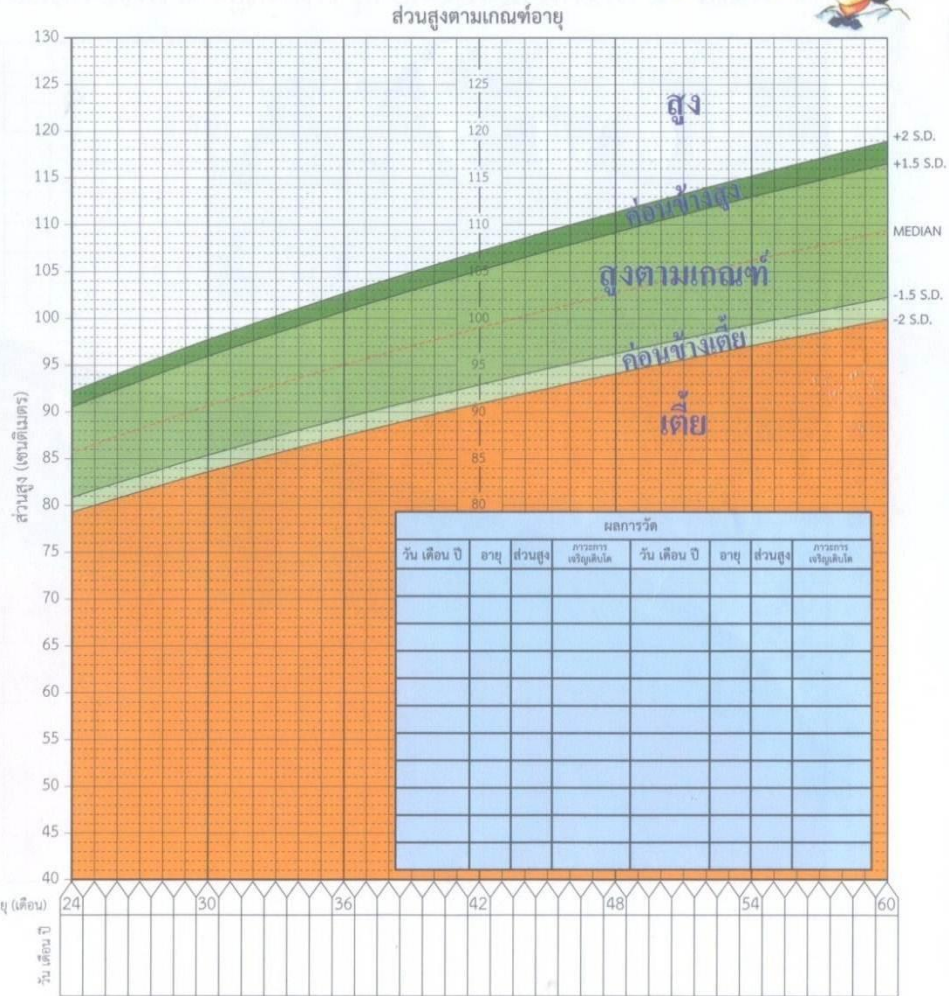 ส่วนสูงตามเกณฑ์อายุ
130
125
120
115
110
105
100
95
90
85
80
75
70
65
60
55
50
45
40
ส่วนสูง (เซนติเมตร)
125
120
115
110
105
100
95
90
85
80
สูง
ค่อนข้างสูง
สูงตามเกณฑ์
ค่อนข้างเตี้ย
เตี้ย
+2 S.D.
+1.5 S.D.
MEDIAN
-1.5 S.D.
-2 S.D.
ผลการวัด
วัน เดือน ปี อายุ ส่วนสูง ภาวะการเจริญเติบโต วัน เดือน ปี อายุ ส่วนสูง ภาวะการเจริญเติบโต
ยุ (เดือน) 24 30 36 42 48 54 60
วัน เดือน ปี